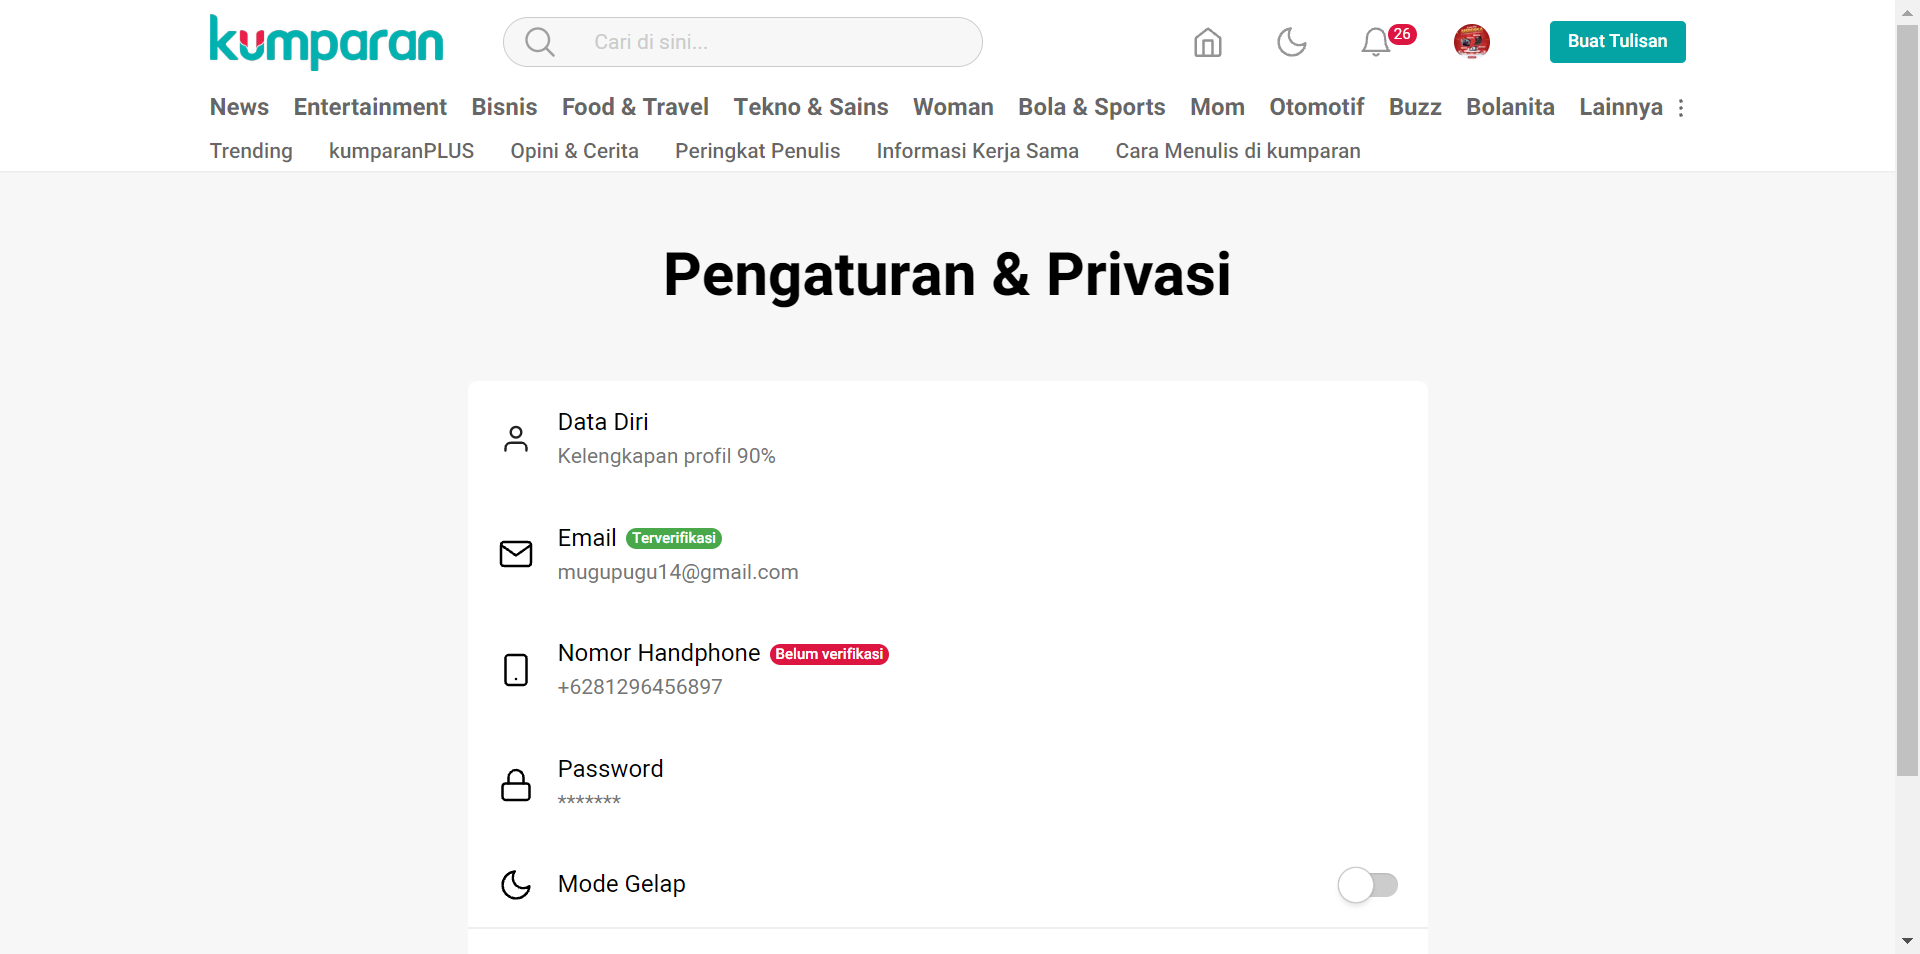 kumparan
Cari di sini...
26
Buat Tulisan
News Entertainment Bisnis Food & Travel Tekno & Sains Woman Bola & Sports Mom Otomotif Buzz Bolanita Lainnya
Trending kumparanPLUS Opini & Cerita Peringkat Penulis Informasi Kerja Sama Cara Menulis di kumparan
Pengaturan & Privasi
Data Diri
Kelengkapan profil 90%
Email Terverifikasi
mugupugu14@gmail.com
Nomor Handphone Belum verifikasi
+6281296456897
Password
*******
Mode Gelap